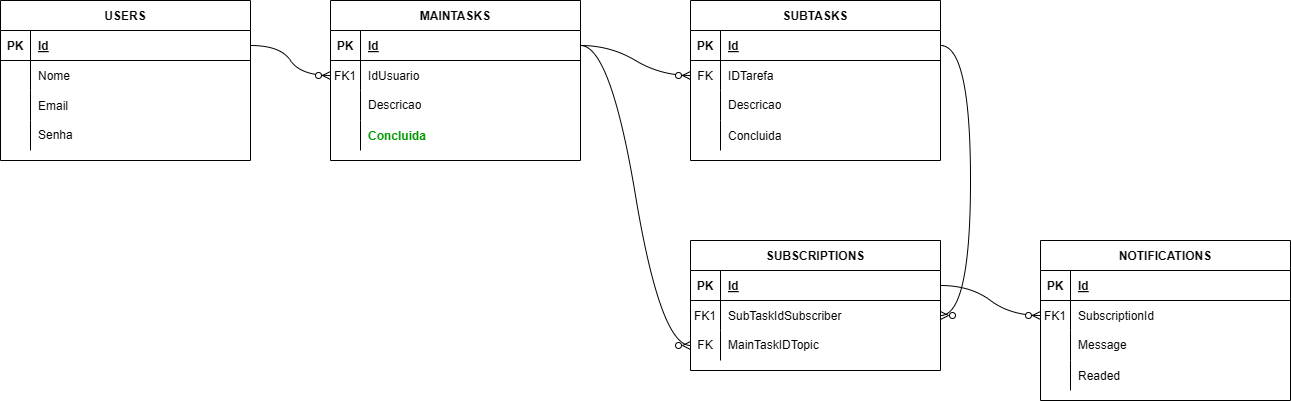 USERS
PK Id
Nome
Email
Senha
MAINTASKS
PK Id
FK1 IdUsuario
Descricao
Concluida
SUBTASKS
PK Id
FK IDTarefa
Descricao
Concluida
SUBSCRIPTIONS
PK Id
FK1 SubTaskIdSubscriber
FK MainTaskIDTopic
NOTIFICATIONS
PK Id
FK1 SubscriptionId
Message
Readed